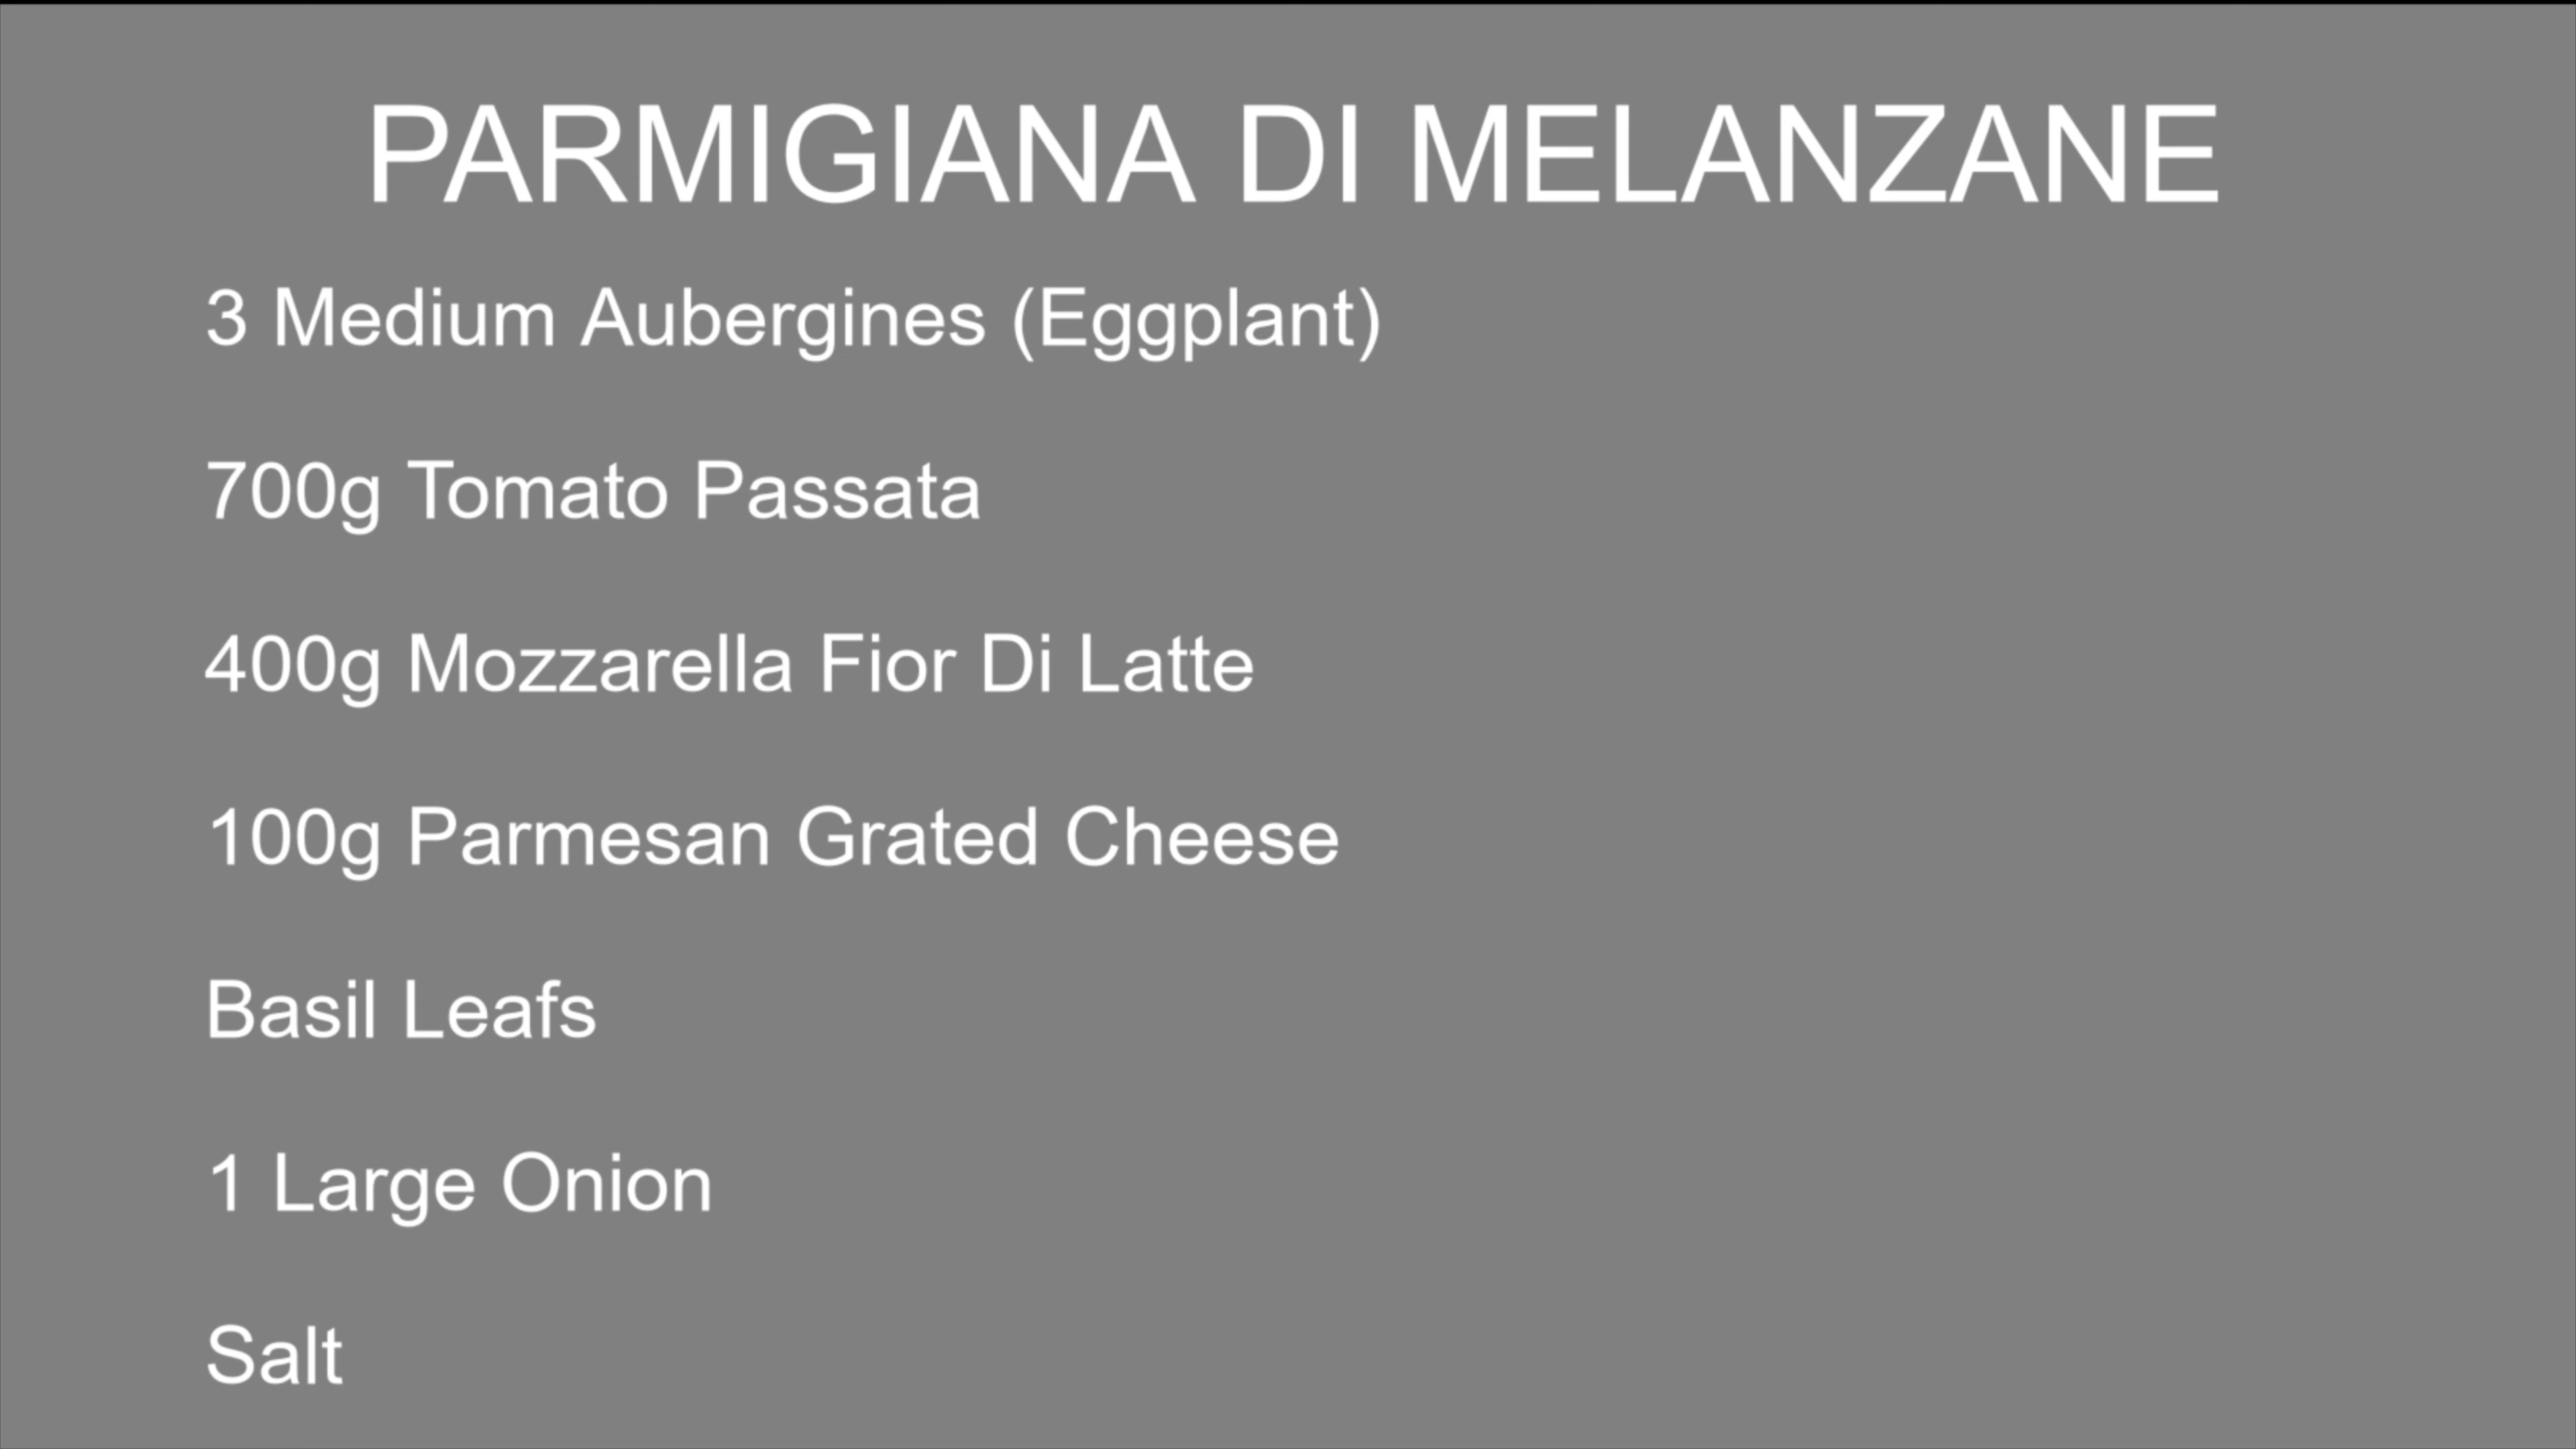 PARMIGIANA DI MELANZANE
3 Medium Aubergines (Eggplant)
700g Tomato Passata
400g Mozzarella Fior Di Latte
100g Parmesan Grated Cheese
Basil Leafs
1 Large Onion
Salt